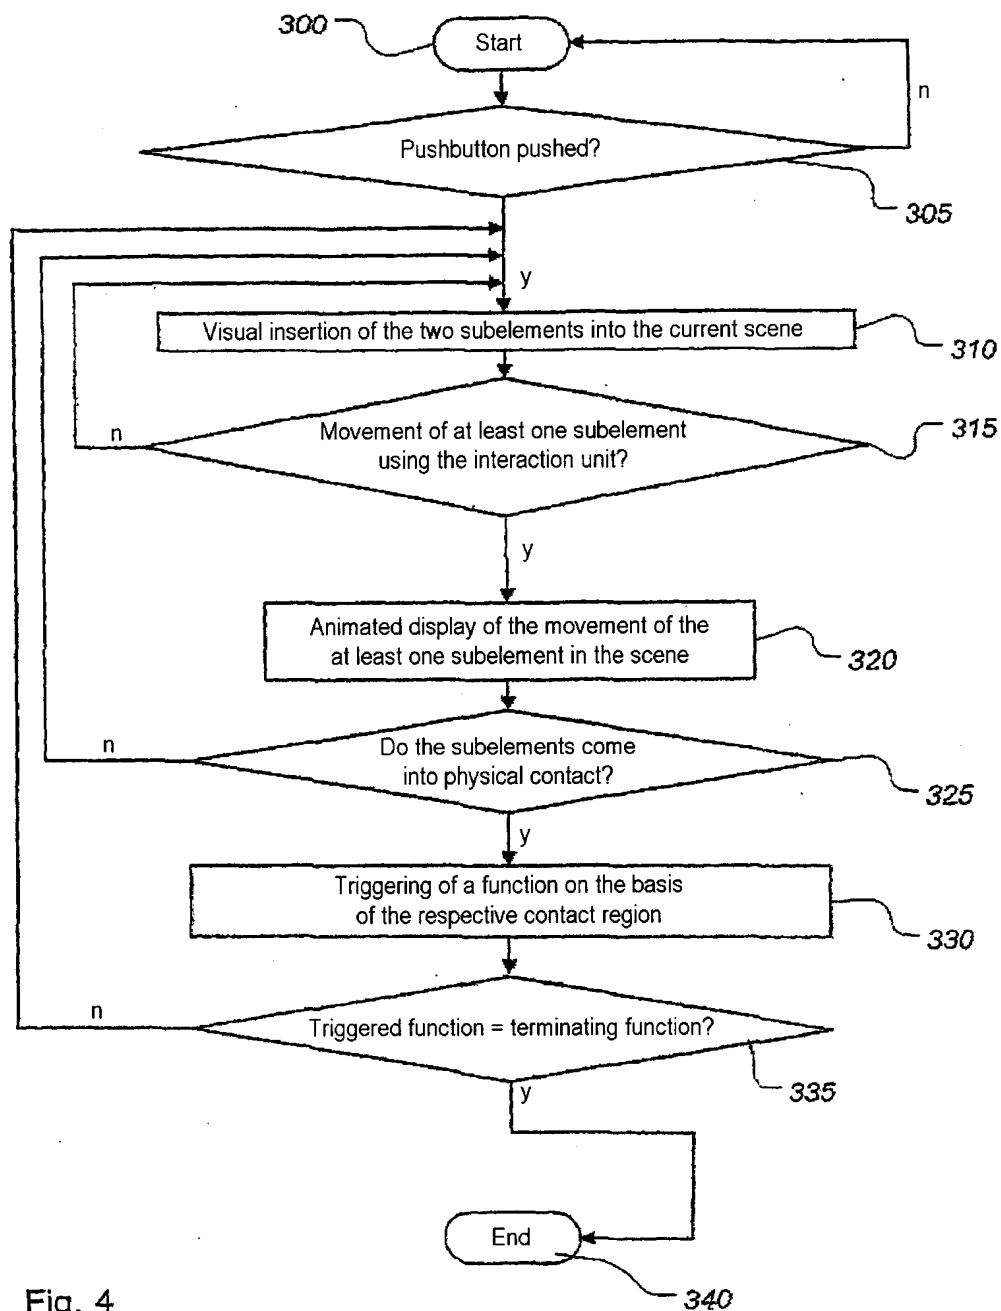 300
Start
n
Pushbutton pushed?
305
y
Visual insertion of the two subelements into the current scene
310
n
Movement of at least one subelement
using the interaction unit?
315
y
Animated display of the movement of the
at least one subelement in the scene
320
n
Do the subelements come
into physical contact?
325
y
Triggering of a function on the basis
of the respective contact region
330
n
Triggered function = terminating function?
335
y
End
340
Fig. 4